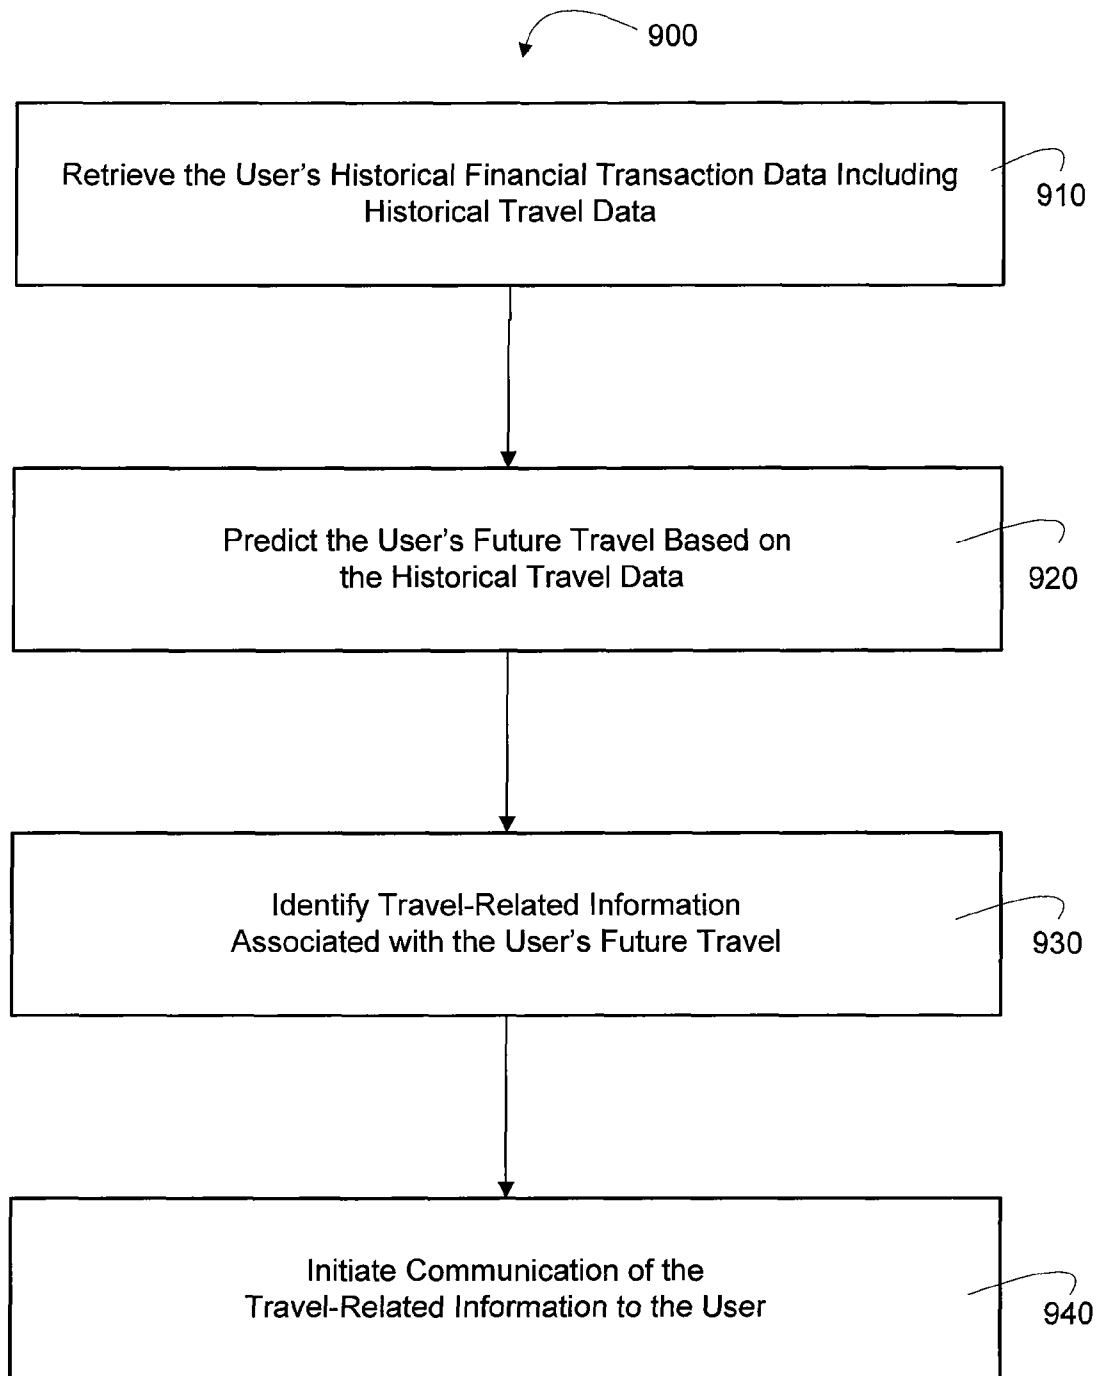 900
Retrieve the User's Historical Financial Transaction Data Including
Historical Travel Data
910
Predict the User's Future Travel Based on
the Historical Travel Data
920
Identify Travel-Related Information
Associated with the User's Future Travel
930
Initiate Communication of the
Travel-Related Information to the User
940